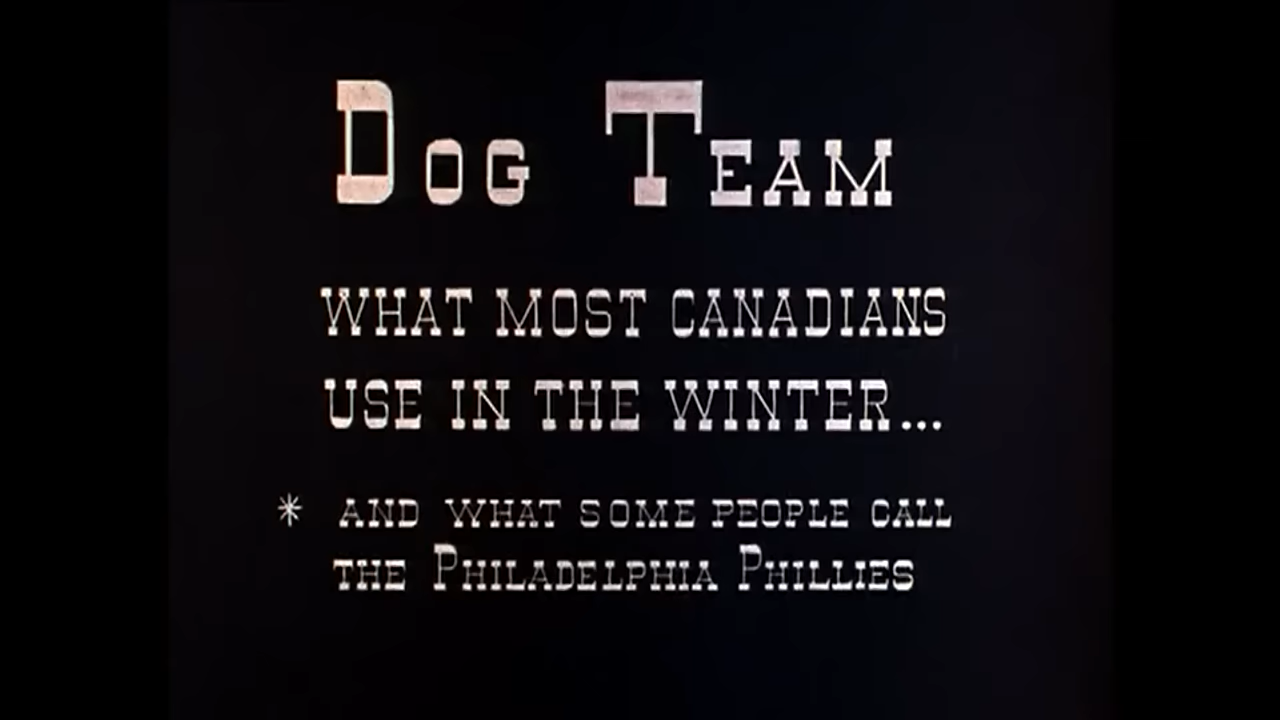 DOG TEAM
WHAT MOST CANADIANS
USE IN THE WINTER...
* AND WHAT SOME PEOPLE CALL
THE PHILADELPHIA PHILLIES